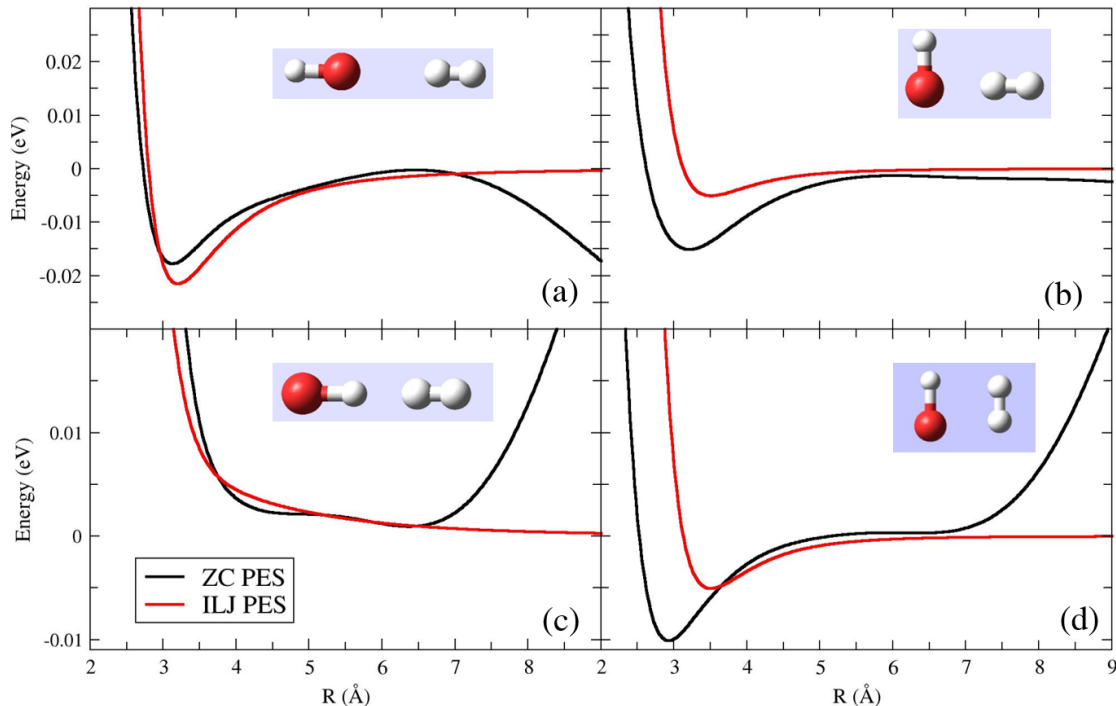 0.02
0.01
0
-0.01
-0.02
Energy (eV)
(a)
(b)
0.01
0
-0.01
Energy (eV)
ZC PES
ILJ PES
(c)
(d)
2 3 4 5 6 7 8 2 3 4 5 6 7 8 9
R (Å) R (Å)